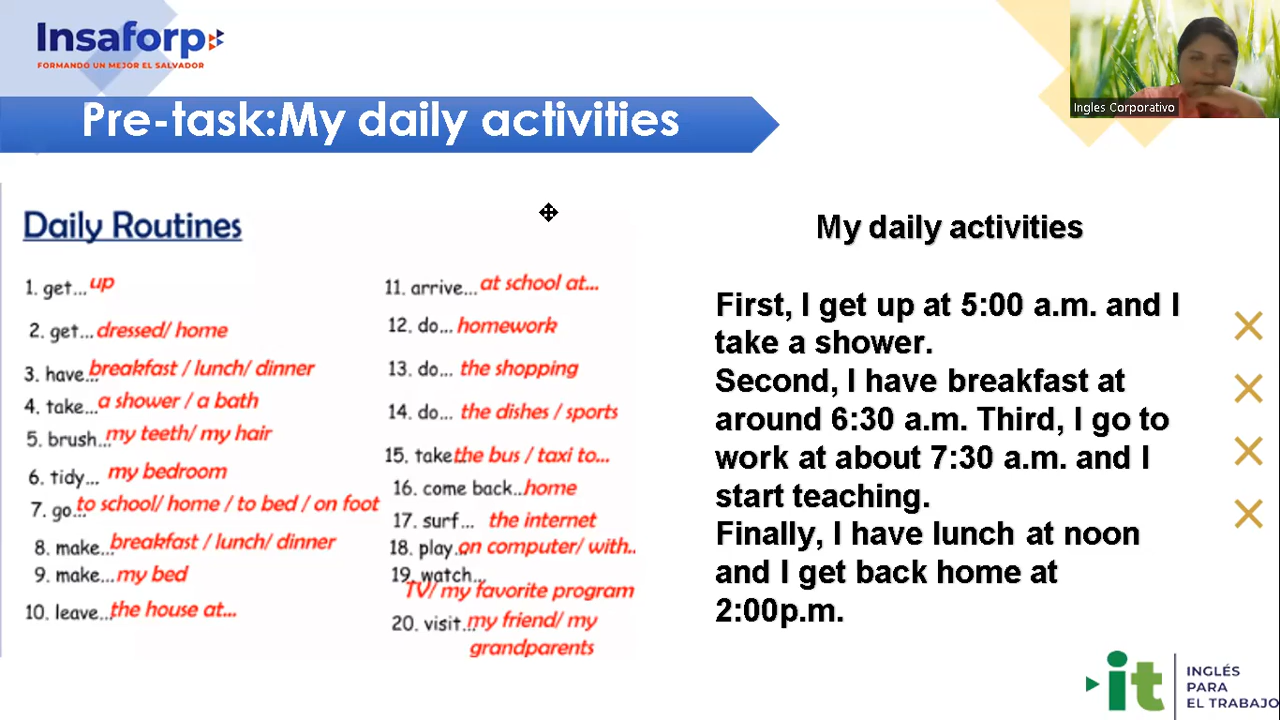 Insaforp
FORMANDO UN MEJOR EL SALVADOR
Ingles Corporativo
Pre-task:My daily activities
Daily Routines
1. get... up
2. get... dressed/ home
3. have... breakfast / lunch/ dinner
4. take... a shower / a bath
5. brush... my teeth/ my hair
6. tidy... my bedroom
7. go... to school/ home / to bed / on foot
8. make... breakfast / lunch/ dinner
9. make... my bed
10. leave... the house at...
11. arrive... at school at...
12. do... homework
13. do... the shopping
14. do... the dishes / sports
15. take... the bus / taxi to...
16. come back... home
17. surf... the internet
18. play... on computer/ with..
19. watch...
TV/ my favorite program
20. visit... my friend/ my
grandparents
My daily activities
First, I get up at 5:00 a.m. and I
take a shower.
Second, I have breakfast at
around 6:30 a.m. Third, I go to
work at about 7:30 a.m. and I
start teaching.
Finally, I have lunch at noon
and I get back home at
2:00p.m.
it
INGLÉS
PARA
EL TRABAJO